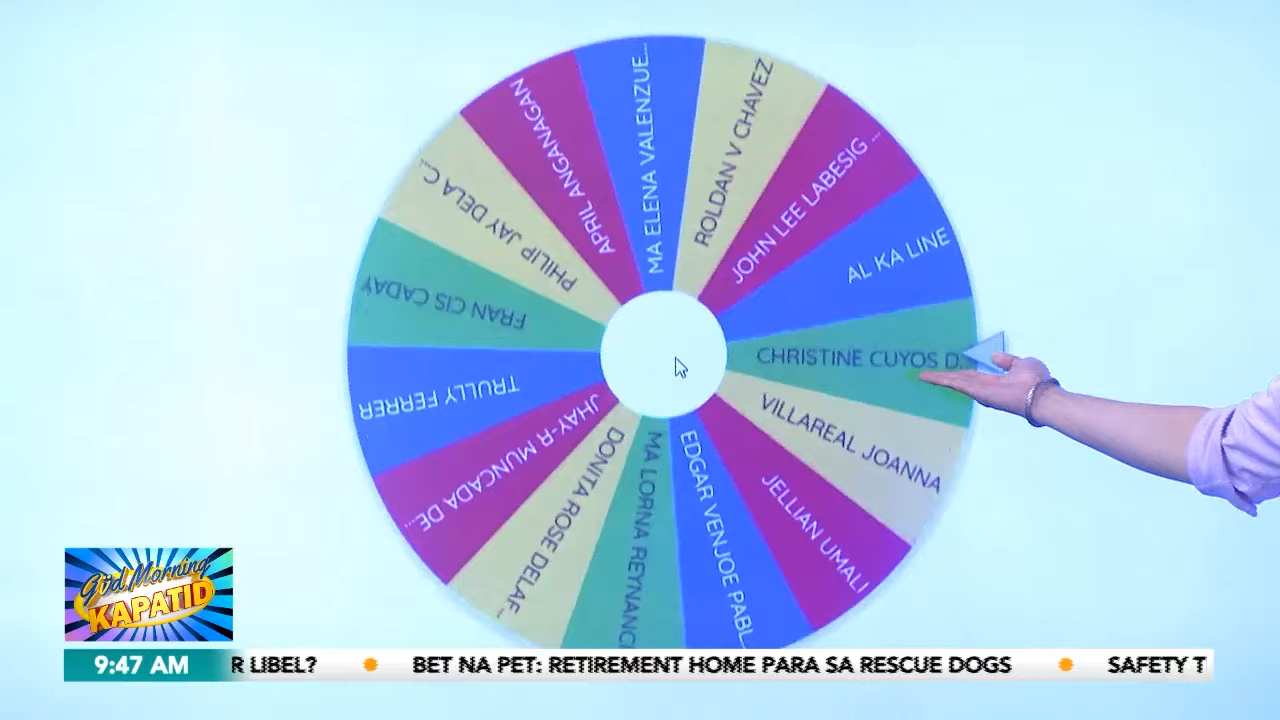 MA ELENA VALENZUE...
ROLDAN V CHAVEZ
JOHN LEE LABESIG ...
AL KA LINE
CHRISTINE CUYOS D...
VILLAREAL JOANNA
JELLIAN UMALI
EDGAR VENJOE PABL...
MA LORNA REYNANC
DONITA ROSE DELAF...
JHAY-R MUNCADA DE...
TRULLY FERRER
FRAN CIS CADAY
PHILIP JAY DELA C...
APRIL ANGANAGAN
Gud Morning
KAPATID
9:47 AM R LIBEL? BET NA PET: RETIREMENT HOME PARA SA RESCUE DOGS SAFETY T